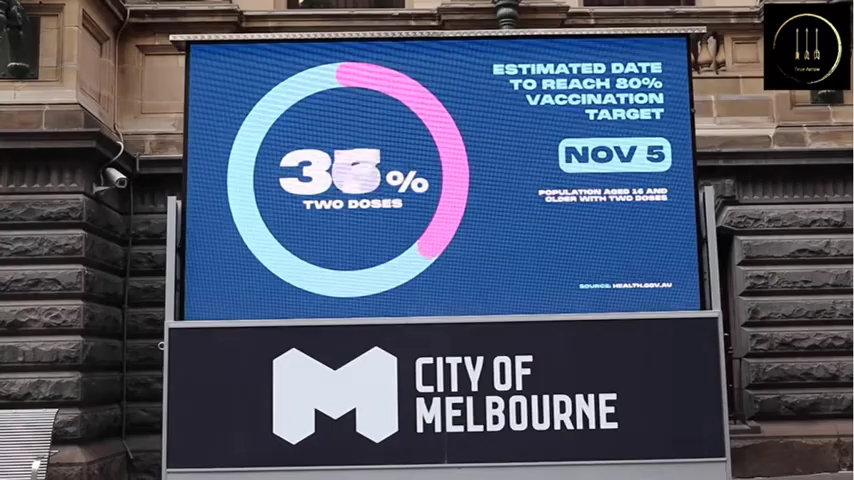 ESTIMATED DATE
TO REACH 80%
VACCINATION
TARGET
NOV 5
POPULATION AGED 16 AND
OLDER WITH TWO DOSES
%
TWO DOSES
SOURCE: HEALTH.GOV.AU
CITY OF
MELBOURNE